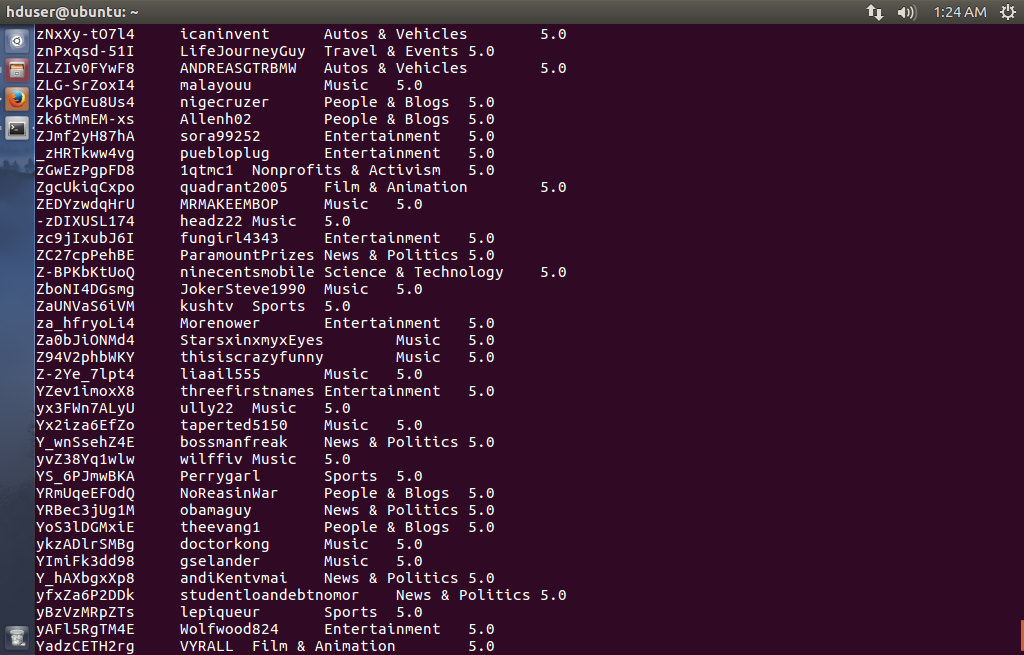 hduser@ubuntu: ~ 1:24 AM
zNxXy-tO7l4 icaninvent Autos & Vehicles 5.0
znPxqsd-51I LifeJourneyGuy Travel & Events 5.0
ZLZIv0FYwF8 ANDREASGTRBMW Autos & Vehicles 5.0
ZLG-SrZoxI4 malayouu Music 5.0
ZkpGYEu8Us4 nigecruzer People & Blogs 5.0
zk6tMmEM-xs Allenh02 People & Blogs 5.0
ZJmf2yH87hA sora99252 Entertainment 5.0
_zHRTkww4vg puebloplug Entertainment 5.0
zGwEzPgpFD8 1qtmc1 Nonprofits & Activism 5.0
ZgcUkiqCxpo quadrant2005 Film & Animation 5.0
ZEDYzwdqHrU MRMAKEEMBOP Music 5.0
-zDIXUSL174 headz22 Music 5.0
zc9jIxubJ6I fungirl4343 Entertainment 5.0
ZC27cpPehBE ParamountPrizes News & Politics 5.0
Z-BPKbKtUoQ ninecentsmobile Science & Technology 5.0
ZboNI4DGsmg JokerSteve1990 Music 5.0
ZaUNVaS6iVM kushtv Sports 5.0
za_hfryoLi4 Morenower Entertainment 5.0
Za0bJiONMd4 StarsxinxmyxEyes Music 5.0
Z94V2phbWKY thisiscrazyfunny Music 5.0
Z-2Ye_7lpt4 liaail555 Music 5.0
YZev1imoxX8 threefirstnames Entertainment 5.0
yx3FWn7ALyU ully22 Music 5.0
Yx2iza6EfZo taperted5150 Music 5.0
Y_wnSsehZ4E bossmanfreak News & Politics 5.0
yvZ38Yq1wlw wilffiv Music 5.0
YS_6PJmwBKA Perrygarl Sports 5.0
YRmUqeEFOdQ NoReasinWar People & Blogs 5.0
YRBec3jUg1M obamaguy News & Politics 5.0
YoS3lDGMxiE theevang1 People & Blogs 5.0
ykzADlrSMBg doctorkong Music 5.0
YImiFk3dd98 gselander Music 5.0
Y_hAXbgxXp8 andiKentvmai News & Politics 5.0
yfxZa6P2DDk studentloandebtnomor News & Politics 5.0
yBzVzMRpZTs lepiqueur Sports 5.0
yAFl5RgTM4E Wolfwood824 Entertainment 5.0
YadzCETH2rg VYRALL Film & Animation 5.0